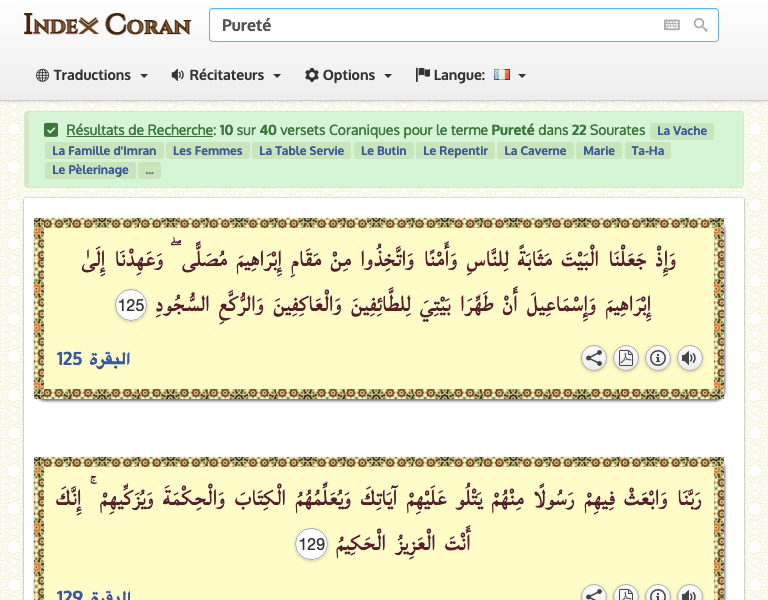 INDEX CORAN
Pureté
Traductions Récitateurs Options Langue:
Résultats de Recherche: 10 sur 40 versets Coraniques pour le terme Pureté dans 22 Sourates La Vache
La Famille d'Imran Les Femmes La Table Servie Le Butin Le Repentir La Caverne Marie Ta-Ha
Le Pèlerinage ...
وَإِذْ جَعَلْنَا الْبَيْتَ مَثَابَةً لِلنَّاسِ وَأَمْنًا وَاتَّخِذُوا مِنْ مَقَامِ إِبْرَاهِيمَ مُصَلًّى ۖ وَعَهِدْنَا إِلَىٰ
إِبْرَاهِيمَ وَإِسْمَاعِيلَ أَنْ طَهِّرَا بَيْتِيَ لِلطَّائِفِينَ وَالْعَاكِفِينَ وَالرُّكَّعِ السُّجُودِ 125
البقرة 125
رَبَّنَا وَابْعَثْ فِيهِمْ رَسُولًا مِنْهُمْ يَتْلُو عَلَيْهِمْ آيَاتِكَ وَيُعَلِّمُهُمُ الْكِتَابَ وَالْحِكْمَةَ وَيُزَكِّيهِمْ ۚ إِنَّكَ
أَنْتَ الْعَزِيزُ الْحَكِيمُ 129
البقرة 129